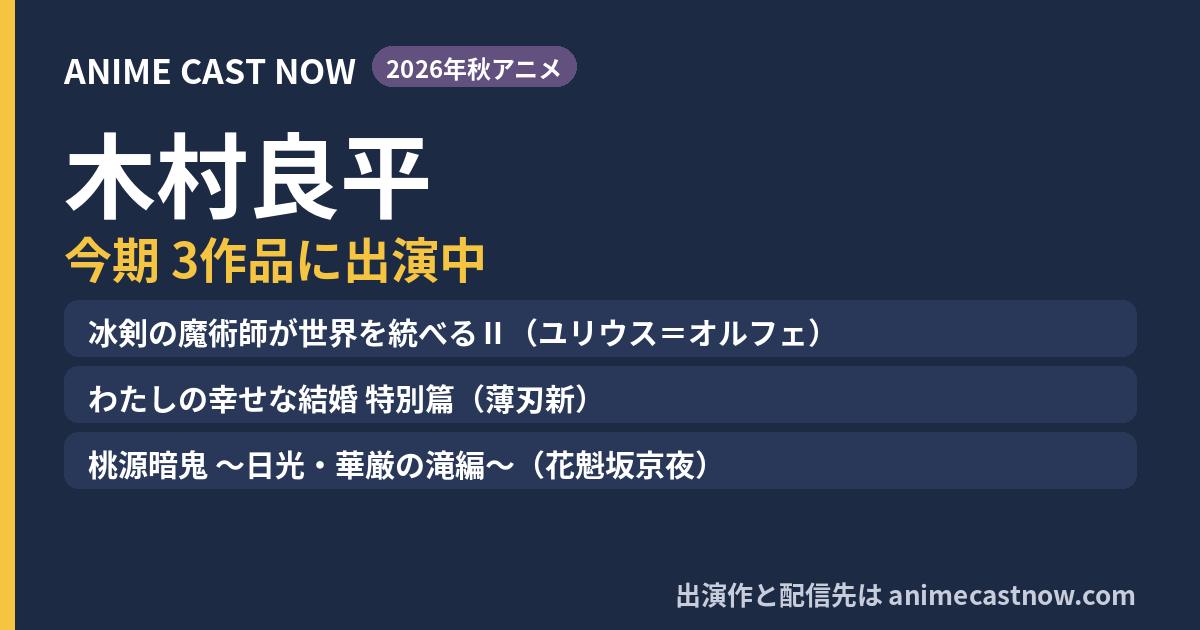 ANIME CAST NOW 2026年秋アニメ
木村良平
今期 3作品に出演中
冰剣の魔術師が世界を統べるⅡ（ユリウス＝オルフェ）
わたしの幸せな結婚 特別篇（薄刃新）
桃源暗鬼 〜日光・華厳の滝編〜（花魁坂京夜）
出演作と配信先は animecastnow.com